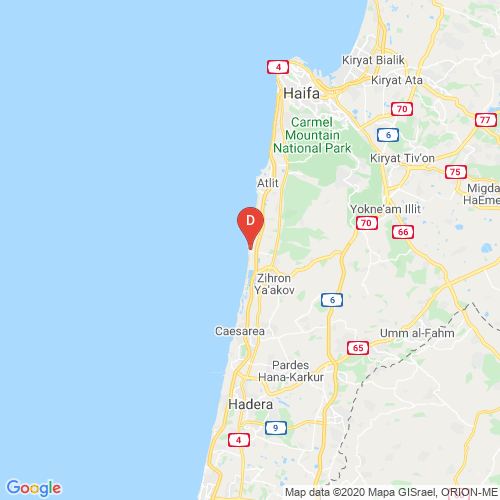 Kiryat Bialik
4
Kiryat Ata
Haifa
70
77
Carmel
Mountain
National Park
6
Kiryat Tiv'on
75
Atlit
Migda
HaEme
Yokne'am Illit
D
70
66
Zihron
Ya'akov
6
Caesarea
Umm al-Fahm
65
Pardes
Hana-Karkur
Hadera
9
4
Google
Map data ©2020 Mapa GISrael, ORION-ME